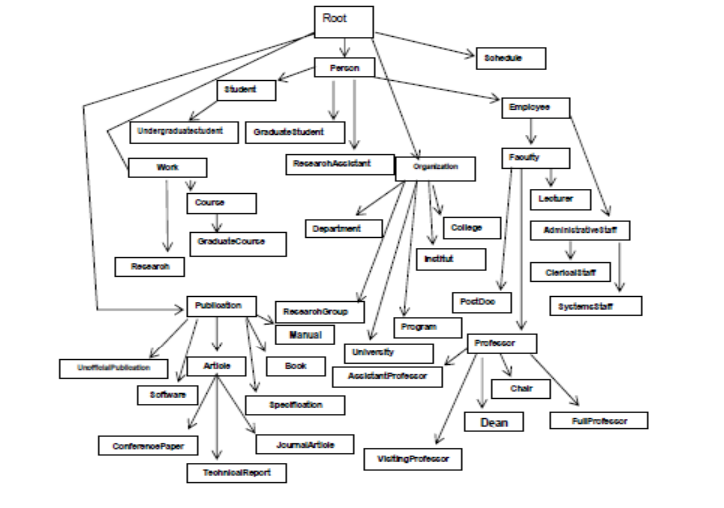 Root
Schedule
Person
Student
Employee
Undergraduatestudent
GraduateStudent
ResearchAssistant
Organization
Faculty
Work
Lecturer
Course
Department
College
AdministrativeStaff
GraduateCourse
Institut
Research
ClericalStaff
PostDoc
SystemsStaff
Publication
ResearchGroup
Manual
Program
Professor
University
UnofficialPublication
Article
Book
AssistantProfessor
Software
Chair
Specification
Dean
FullProfessor
ConferencePaper
JournalArticle
VisitingProfessor
TechnicalReport